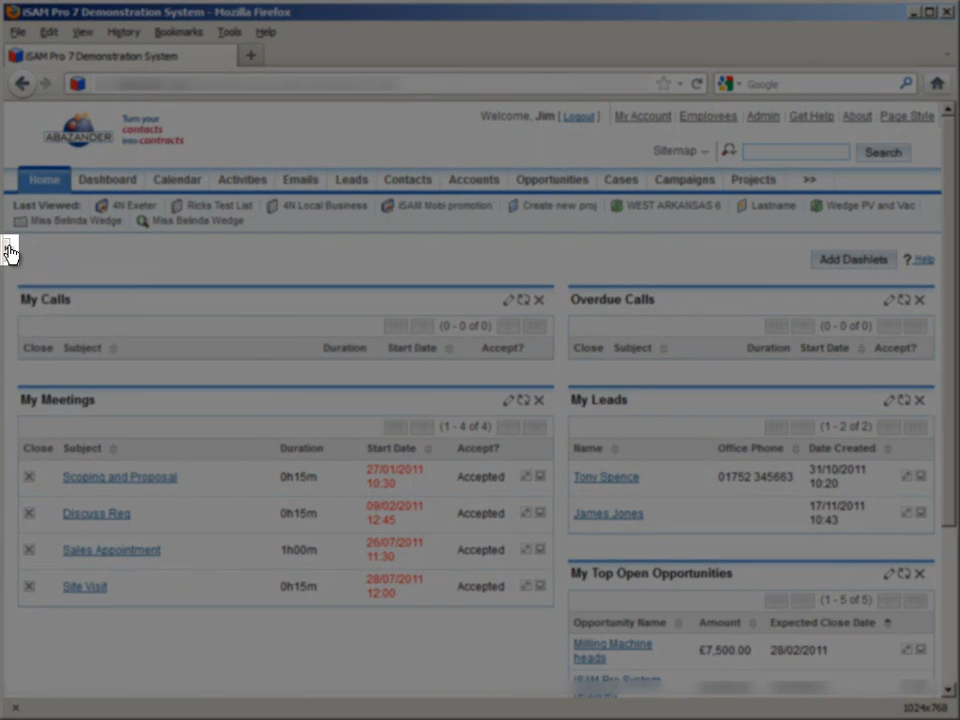 iSAM Pro 7 Demonstration System - Mozilla Firefox
File Edit View History Bookmarks Tools Help
iSAM Pro 7 Demonstration System
Google
ABAZANDER Turn your contacts into contracts
Welcome, Jim [ Logout ] My Account Employees Admin Get Help About Page Style
Sitemap Search
Home Dashboard Calendar Activities Emails Leads Contacts Accounts Opportunities Cases Campaigns Projects >>
Last Viewed: 4N Exeter Ricks Test List 4N Local Business iSAM Mobi promotion Create new proj WEST ARKANSAS 6 Lastname Wedge PV and Vac
Miss Belinda Wedge Miss Belinda Wedge
Add Dashlets ? Help
My Calls Overdue Calls
(0 - 0 of 0) (0 - 0 of 0)
Close Subject Duration Start Date Accept? Close Subject Duration Start Date Accept?
My Meetings My Leads
(1 - 4 of 4) (1 - 2 of 2)
Close Subject Duration Start Date Accept? Name Office Phone Date Created
Scoping and Proposal 0h15m 27/01/2011 10:30 Accepted Tony Spence 01752 345663 31/10/2011 10:20
Discuss Req 0h15m 09/02/2011 12:45 Accepted James Jones 17/11/2011 10:43
Sales Appointment 1h00m 26/07/2011 11:30 Accepted
Site Visit 0h15m 28/07/2011 12:00 Accepted
My Top Open Opportunities
(1 - 5 of 5)
Opportunity Name Amount Expected Close Date
Milling Machine heads £7,500.00 28/02/2011
iSAM Pro System
1024x768